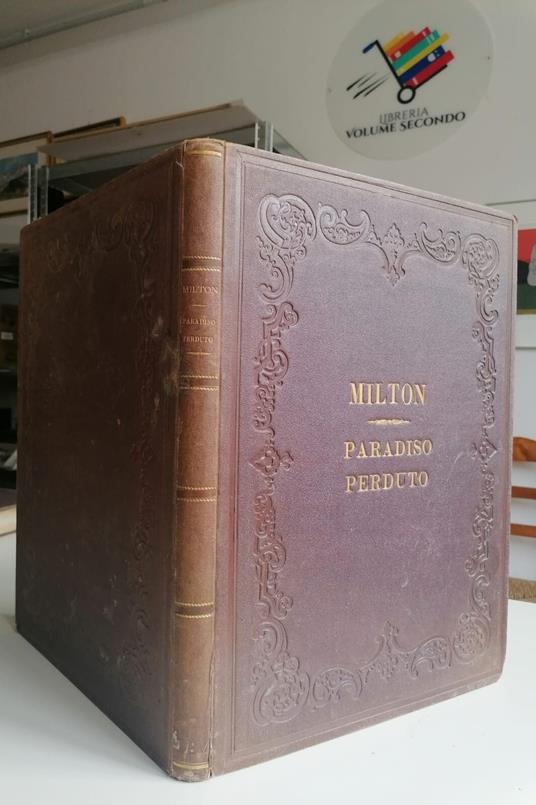 LIBRERIA
VOLUME SECONDO
MILTON
PARADISO
PERDUTO
MILTON
PARADISO
PERDUTO